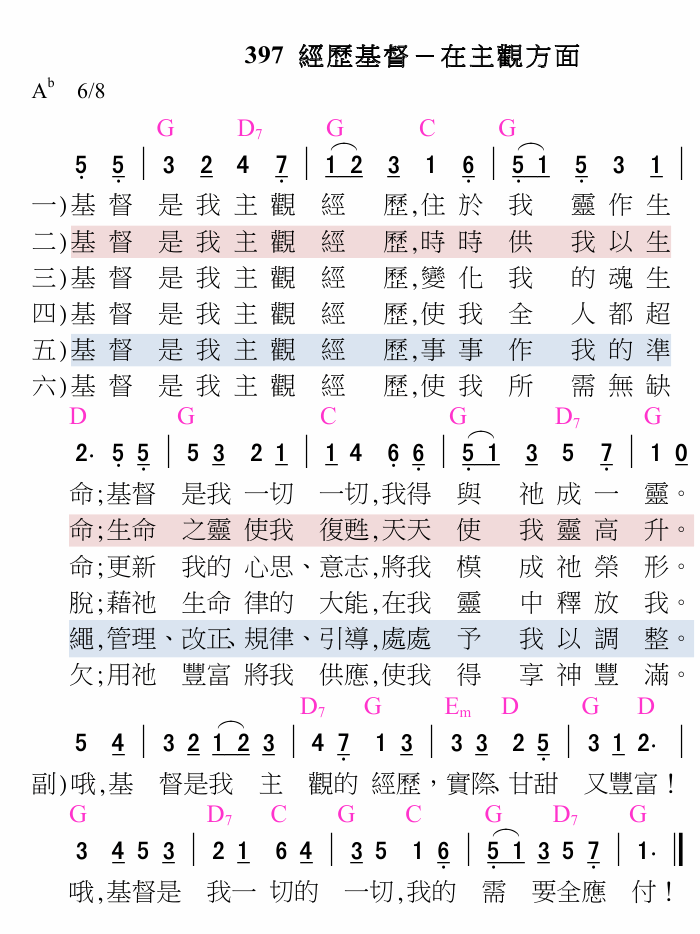 397 經歷基督－在主觀方面
A♭ 6/8
G D7 G C G
5 5 | 3 2 4 7 | 1 2 3 1 6 | 5 1 5 3 1 |
一)基督 是我主觀 經 歷,住於 我 靈作生
二)基督 是我主觀 經 歷,時時 供 我以生
三)基督 是我主觀 經 歷,變化 我 的魂生
四)基督 是我主觀 經 歷,使我 全 人都超
五)基督 是我主觀 經 歷,事事 作 我的準
六)基督 是我主觀 經 歷,使我 所 需無缺
D G C G D7 G
2· 5 5 | 5 3 2 1 | 1 4 6 6 | 5 1 3 5 7 | 1 0
命;基督 是我 一切 一切,我得 與 祂成一 靈。
命;生命 之靈 使我 復甦,天天 使 我靈高 升。
命;更新 我的 心思、意志,將我 模 成祂榮 形。
脫;藉祂 生命 律的 大能,在我 靈 中釋放 我。
繩,管理、改正、規律、引導,處處 予 我以調 整。
欠;用祂 豐富 將我 供應,使我 得 享神豐 滿。
D7 G Em D G D
5 4 | 3 2 1 2 3 | 4 7 1 3 | 3 3 2 5 | 3 1 2· |
副)哦,基 督是我 主 觀的 經歷，實際、甘甜 又豐富！
G D7 C G C G D7 G
3 4 5 3 | 2 1 6 4 | 3 5 1 6 | 5 1 3 5 7 | 1· ‖
哦,基督是 我一 切的 一切,我的 需 要全應 付！